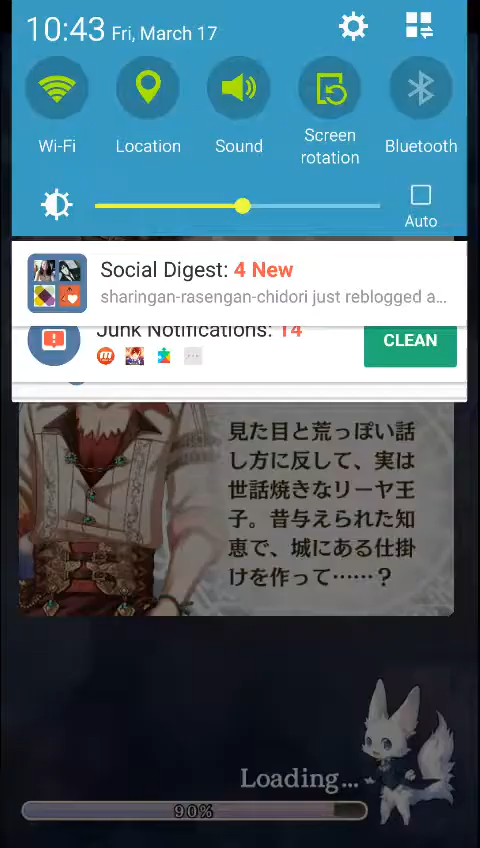 10:43 Fri, March 17
Wi-Fi
Location
Sound
Screen
rotation
Bluetooth
Auto
Social Digest: 4 New
sharingan-rasengan-chidori just reblogged a...
Junk Notifications: 14
CLEAN
見た目と荒っぽい話
し方に反して、実は
世話焼きなリーヤ王
子。昔与えられた知
恵で、城にある仕掛
けを作って……？
Loading...
90%